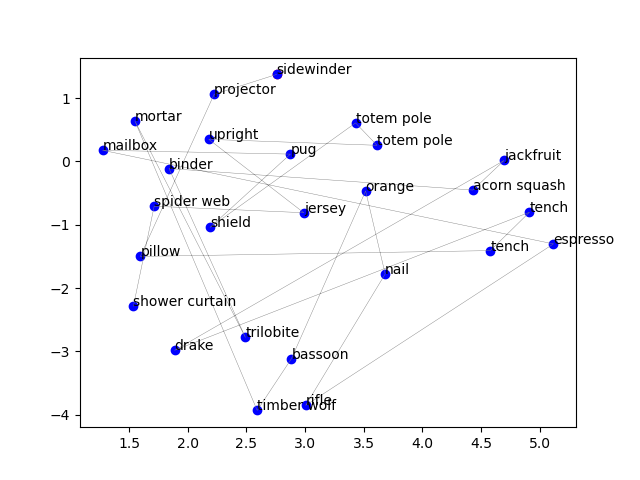 sidewinder
projector
1
mortar
totem pole
upright
totem pole
mailbox
pug
jackfruit
0
binder
orange
acorn squash
spider web
jersey
tench
−1
shield
espresso
pillow
tench
nail
−2
shower curtain
trilobite
drake
bassoon
−3
rifle
timber wolf
−4
1.5 2.0 2.5 3.0 3.5 4.0 4.5 5.0